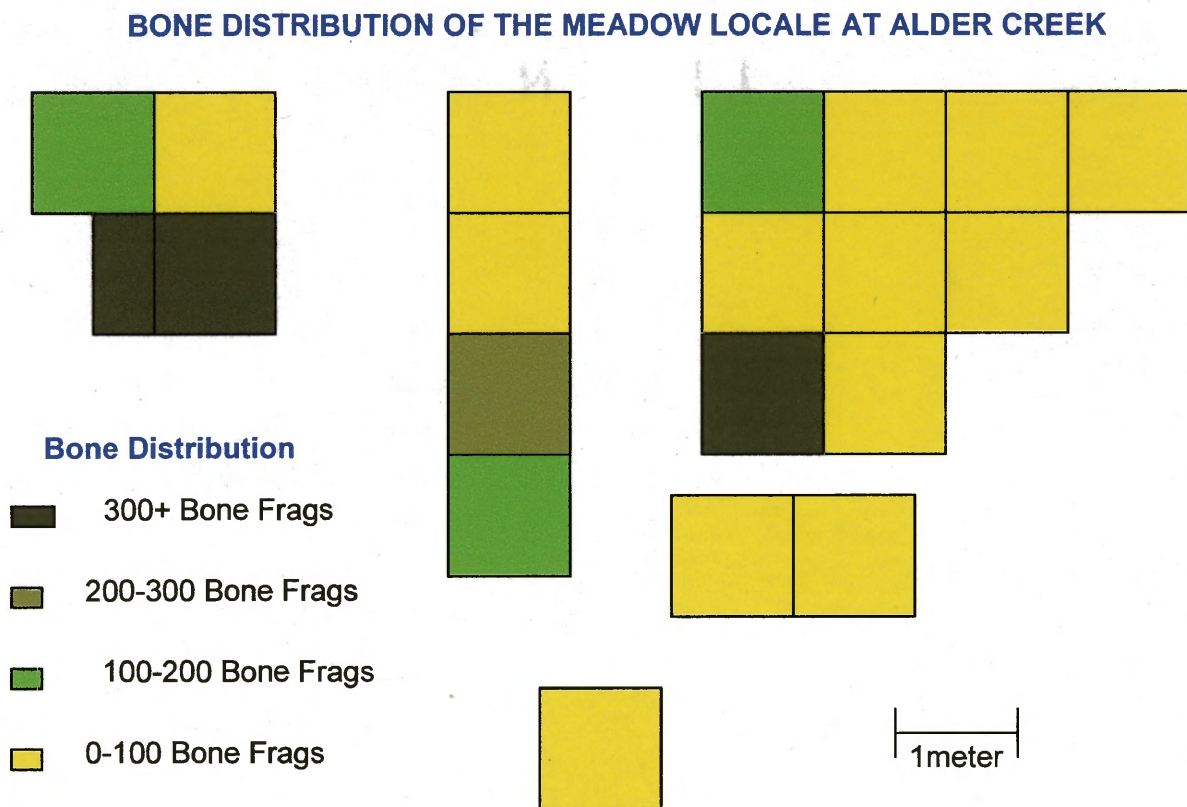 BONE DISTRIBUTION OF THE MEADOW LOCALE AT ALDER CREEK
Bone Distribution
300+ Bone Frags
200-300 Bone Frags
100-200 Bone Frags
0-100 Bone Frags
1meter